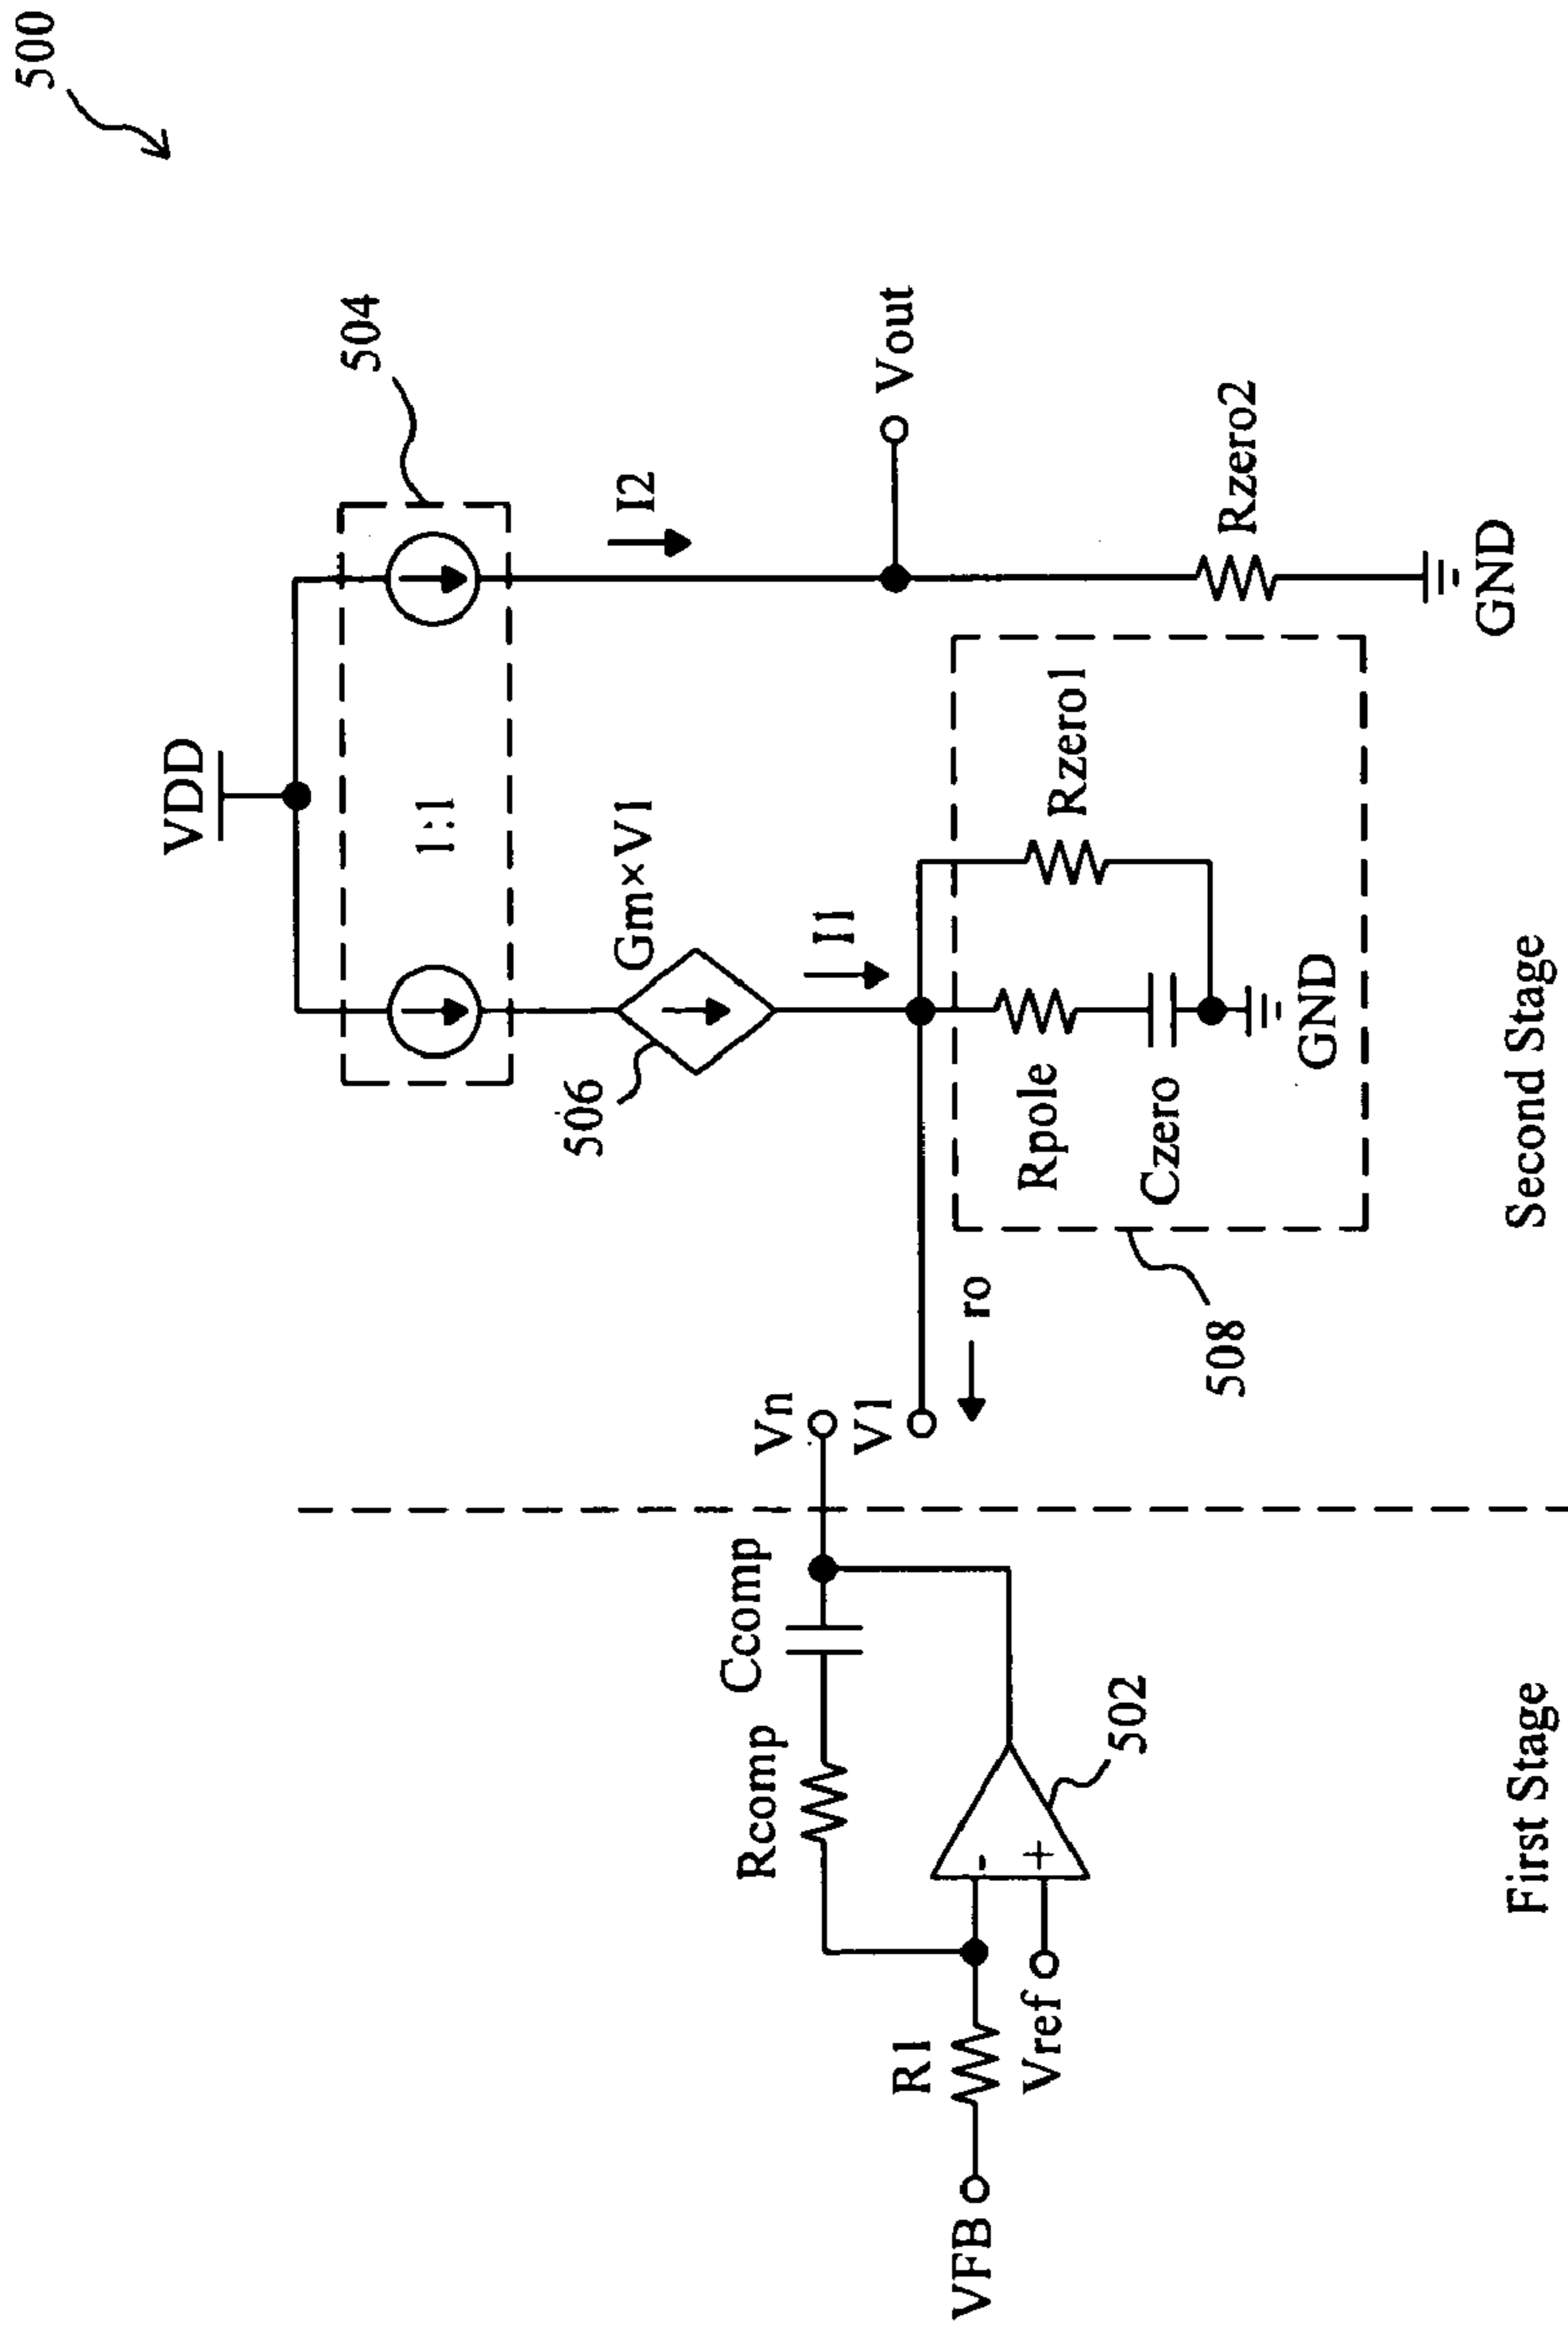 500
VDD
504
1:1
506
Gm×V1
I1
I2
Vout
Vn
V1
ro
Rpole
Czero
Rzero1
GND
508
Rzero2
GND
Rcomp
Ccomp
VFB
R1
Vref
-
+
502
First Stage
Second Stage